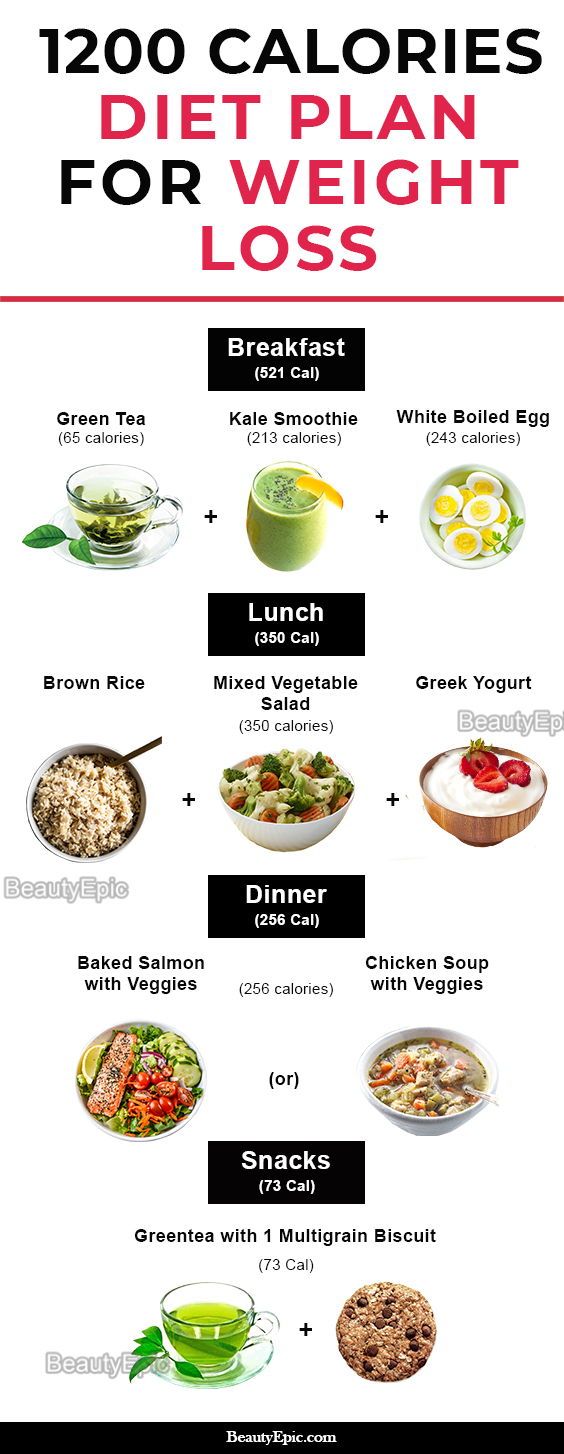 1200 CALORIES
DIET PLAN
FOR WEIGHT
LOSS
Breakfast
(521 Cal)
Green Tea
(65 calories)
Kale Smoothie
(213 calories)
White Boiled Egg
(243 calories)
+
+
Lunch
(350 Cal)
Brown Rice
Mixed Vegetable
Salad
(350 calories)
Greek Yogurt
BeautyEpi
+
+
BeautyEpic
Dinner
(256 Cal)
Baked Salmon
with Veggies
(256 calories)
Chicken Soup
with Veggies
(or)
Snacks
(73 Cal)
Greentea with 1 Multigrain Biscuit
(73 Cal)
+
BeautyEpic
BeautyEpic.com